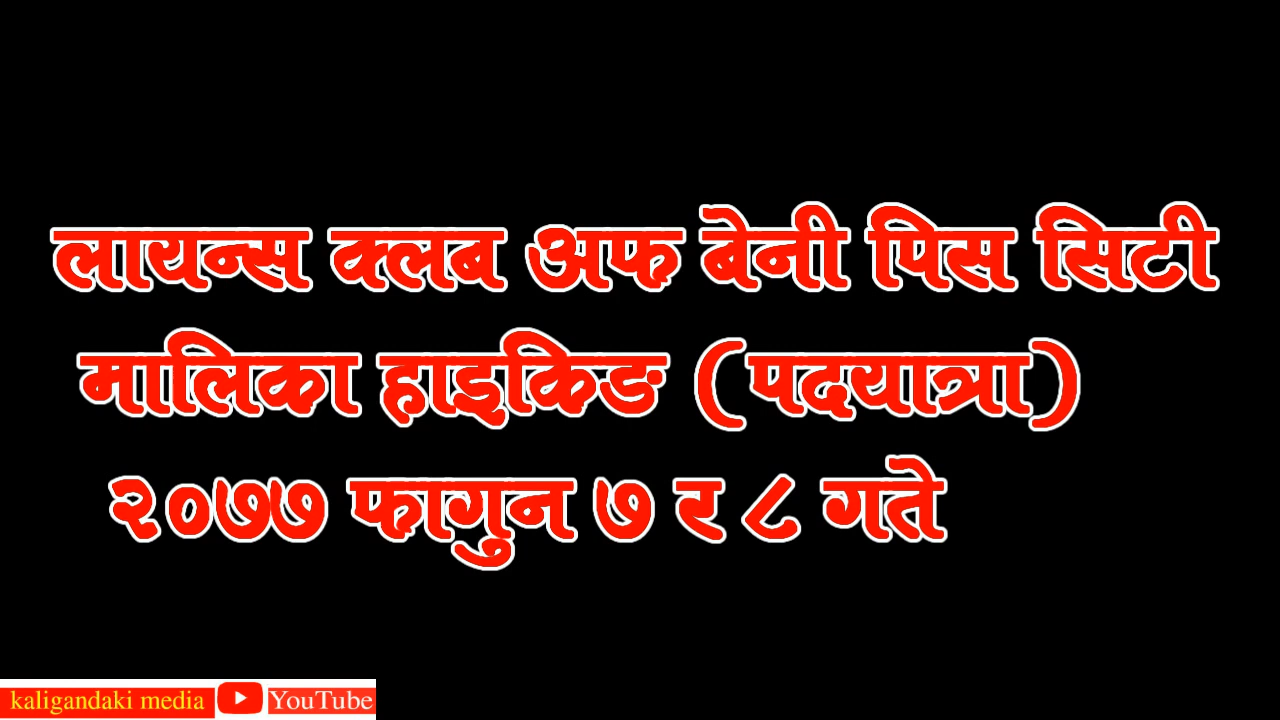 लायन्स क्लब अफ बेनी पिस सिटी
मालिका हाइकिङ (पदयात्रा)
२०७७ फागुन ७ र ८ गते
kaligandaki media YouTube